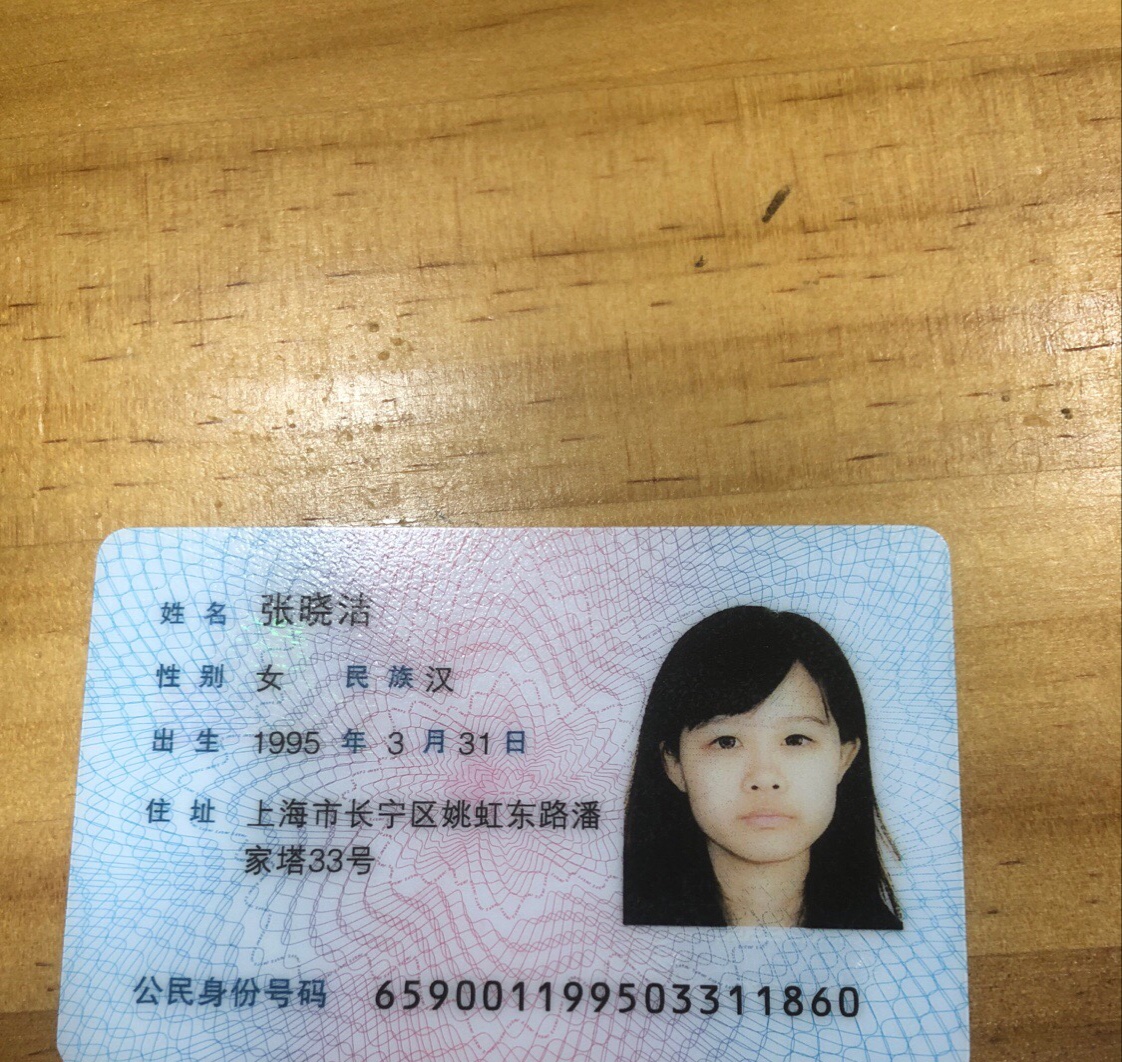 姓名 张晓洁
性别 女 民族 汉
出生 1995 年 3 月 31 日
住址 上海市长宁区姚虹东路潘
家塔33号
公民身份号码 659001199503311860